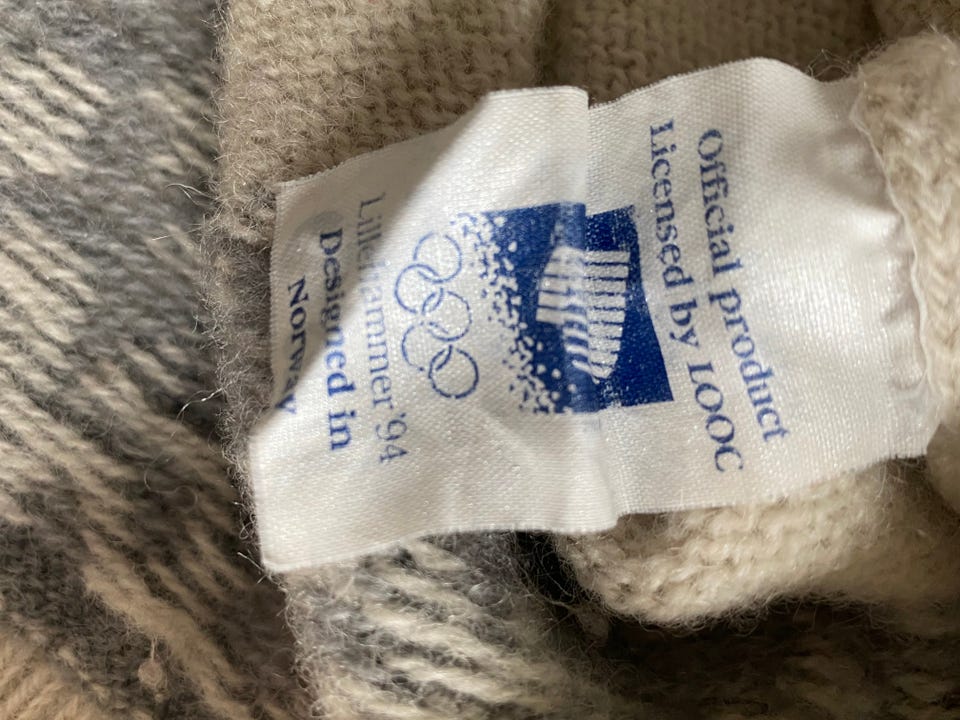 Official product
Licensed by LOOC
Lillehammer '94
Designed in
Norway